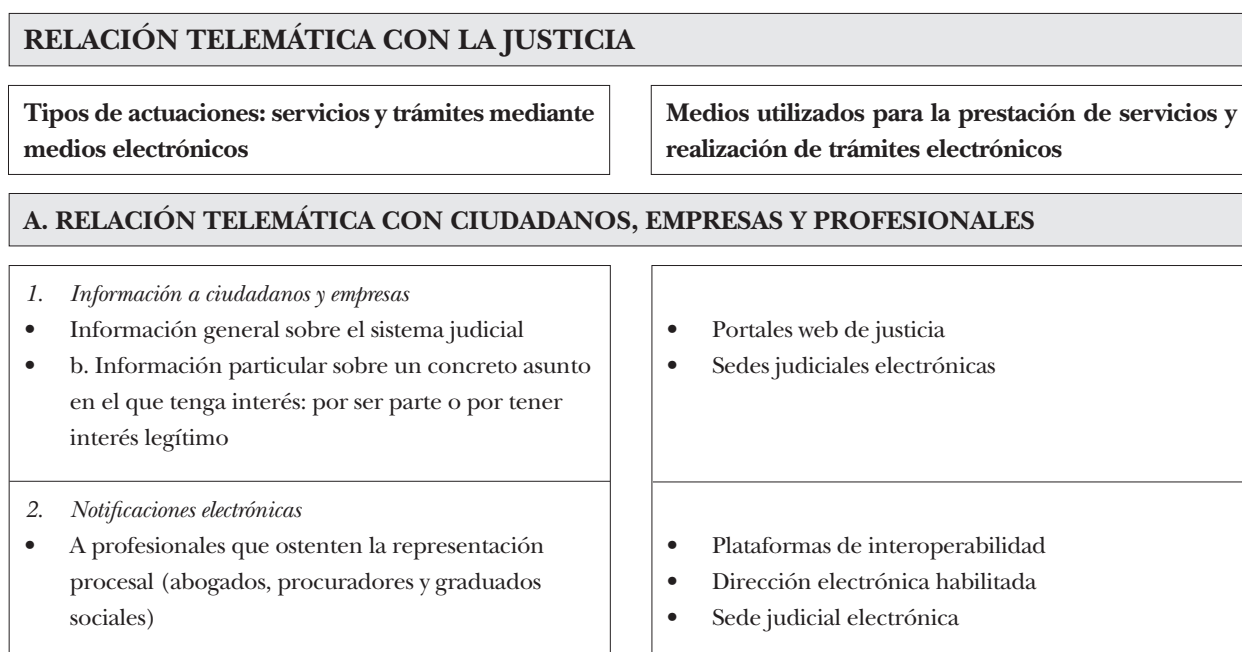 RELACIÓN TELEMÁTICA CON LA JUSTICIA
Tipos de actuaciones: servicios y trámites mediante
medios electrónicos
Medios utilizados para la prestación de servicios y
realización de trámites electrónicos
A. RELACIÓN TELEMÁTICA CON CIUDADANOS, EMPRESAS Y PROFESIONALES
1. Información a ciudadanos y empresas
• Información general sobre el sistema judicial
• b. Información particular sobre un concreto asunto
en el que tenga interés: por ser parte o por tener
interés legítimo
• Portales web de justicia
• Sedes judiciales electrónicas
2. Notificaciones electrónicas
• A profesionales que ostenten la representación
procesal (abogados, procuradores y graduados
sociales)
• Plataformas de interoperabilidad
• Dirección electrónica habilitada
• Sede judicial electrónica